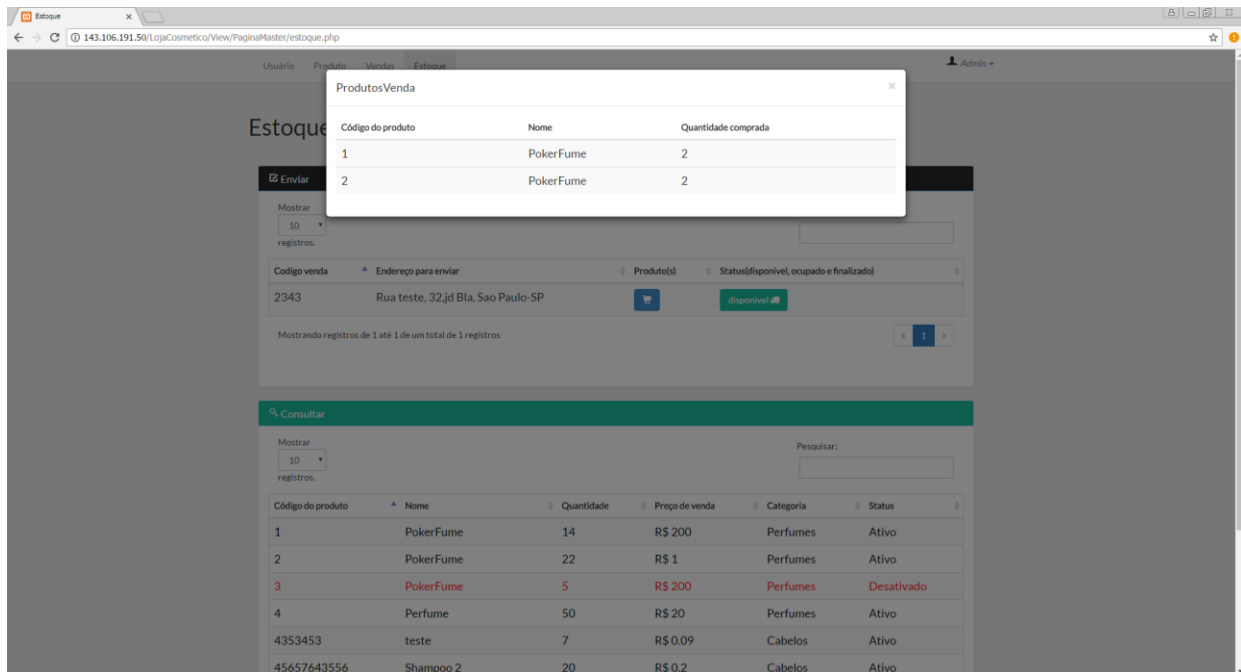 Estoque
143.106.191.50/LojaCosmetico/View/PaginaMaster/estoque.php
Usuário Produto Vendas Estoque Admin
ProdutosVenda ×
Estoque
Código do produto Nome Quantidade comprada
1 PokerFume 2
2 PokerFume 2
Enviar
Mostrar
10
registros.
Codigo venda Endereço para enviar Produto(s) Status(disponivel, ocupado e finalizado)
2343 Rua teste, 32,jd Bla, Sao Paulo-SP disponível
Mostrando registros de 1 até 1 de um total de 1 registros < 1 >
Consultar
Mostrar Pesquisar:
10
registros.
Código do produto Nome Quantidade Preço de venda Categoria Status
1 PokerFume 14 R$ 200 Perfumes Ativo
2 PokerFume 22 R$ 1 Perfumes Ativo
3 PokerFume 5 R$ 200 Perfumes Desativado
4 Perfume 50 R$ 20 Perfumes Ativo
4353453 teste 7 R$ 0.09 Cabelos Ativo
45657643556 Shampoo 2 20 R$ 0.2 Cabelos Ativo